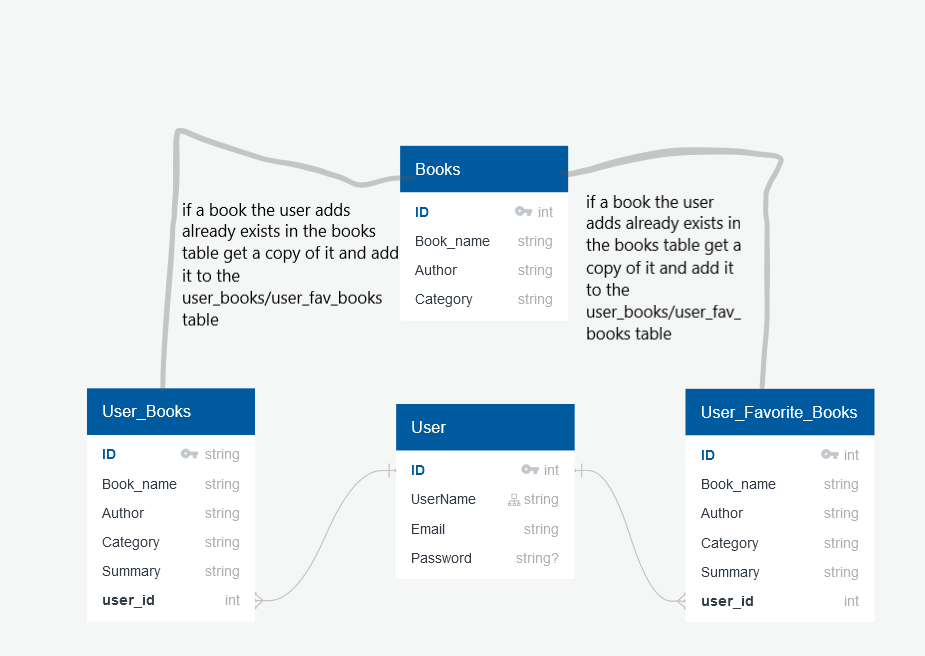 Books
ID int
Book_name string
Author string
Category string
if a book the user adds
already exists in the books
table get a copy of it and add
it to the
user_books/user_fav_books
table
if a book the user
adds already exists in
the books table get a
copy of it and add it
to the
user_books/user_fav_
books table
User_Books
ID string
Book_name string
Author string
Category string
Summary string
user_id int
User
ID int
UserName string
Email string
Password string?
User_Favorite_Books
ID int
Book_name string
Author string
Category string
Summary string
user_id int